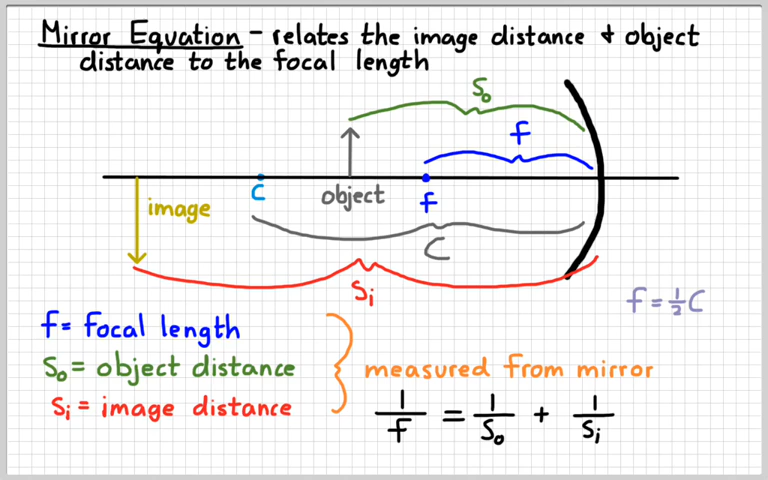 Mirror Equation - relates the image distance & object
distance to the focal length
So
f
C
object
f
image
C
Si
f = ½ C
f = focal length
So = object distance
Si = image distance
measured from mirror
1/f = 1/So + 1/Si